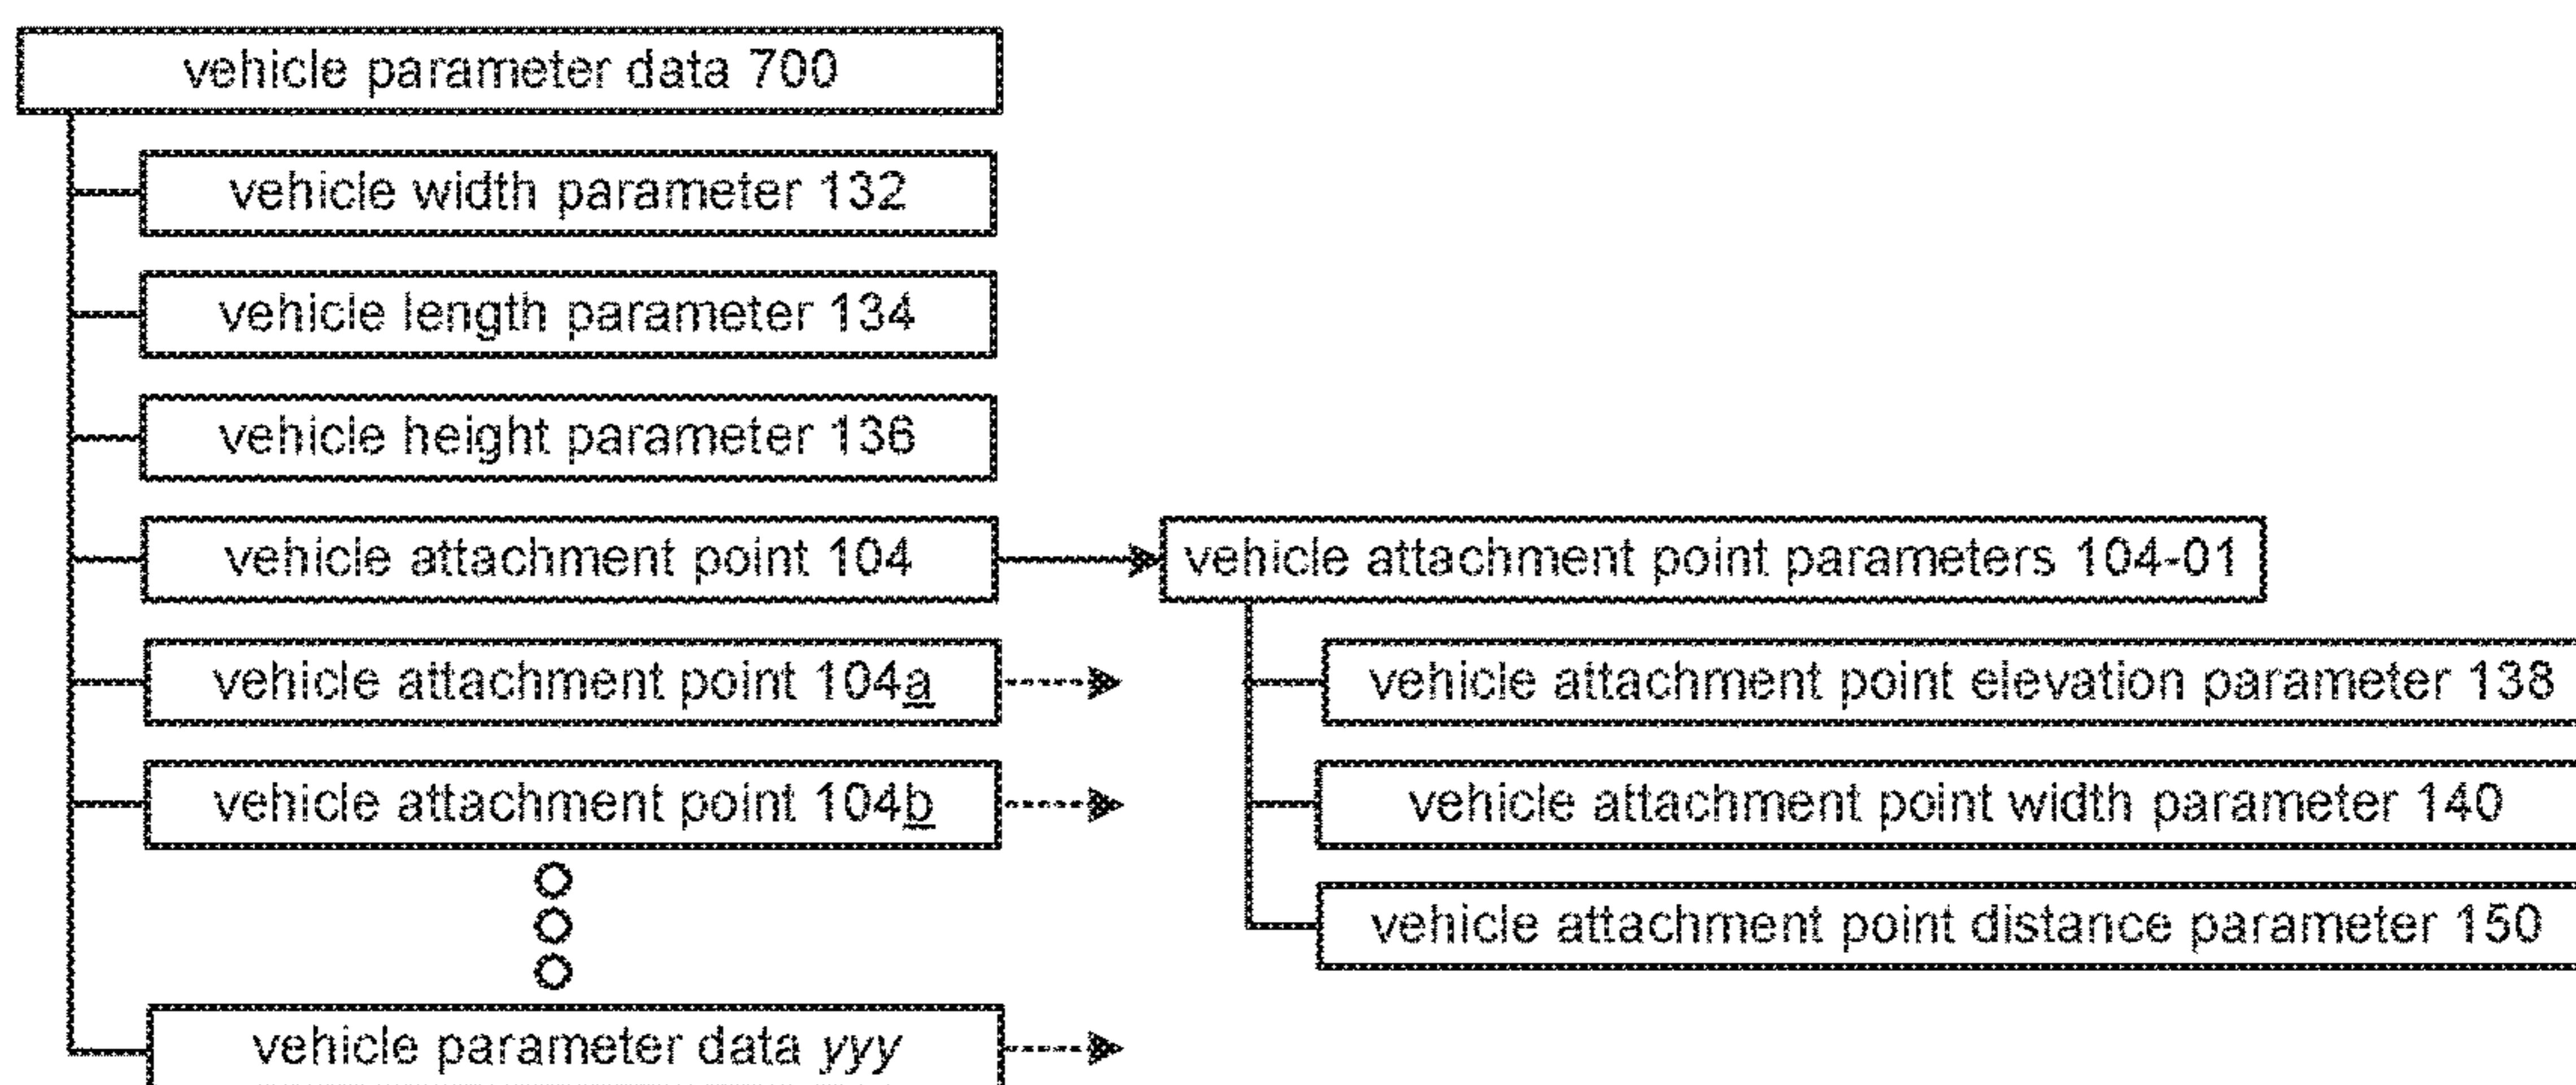 vehicle parameter data 700
vehicle width parameter 132
vehicle length parameter 134
vehicle height parameter 136
vehicle attachment point 104
vehicle attachment point parameters 104-01
vehicle attachment point 104a
vehicle attachment point elevation parameter 138
vehicle attachment point 104b
vehicle attachment point width parameter 140
vehicle attachment point distance parameter 150
vehicle parameter data yyy